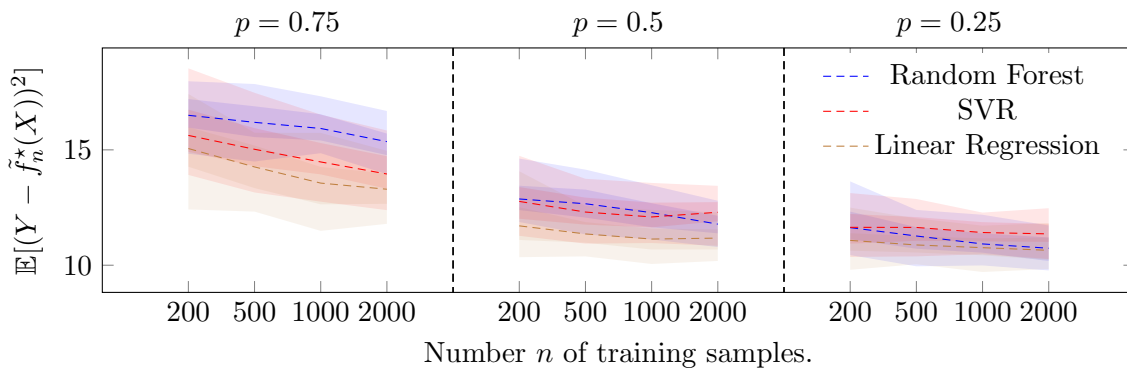 p = 0.75 p = 0.5 p = 0.25
𝔼[(Y − f̃ₙ⋆(X))²]
15
10
Random Forest
SVR
Linear Regression
200 500 1000 2000 200 500 1000 2000 200 500 1000 2000
Number n of training samples.